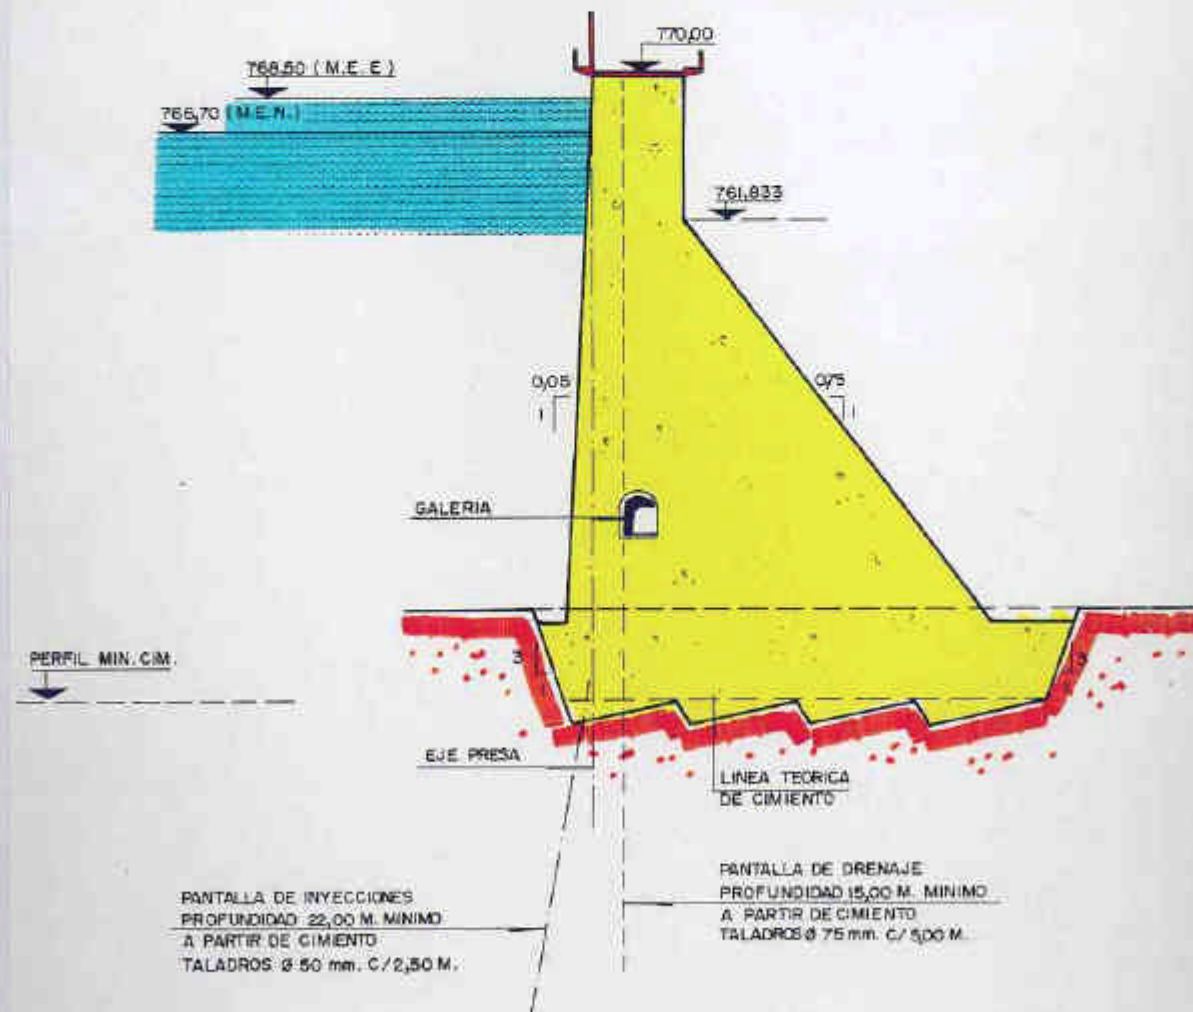 770,00
768,50 ( M.E. E )
766,70 ( M.E.N.)
761,833
0,05
1
0,75
1
GALERIA
PERFIL MIN. CIM.
3
3
EJE PRESA
LINEA TEORICA
DE CIMIENTO
PANTALLA DE INYECCIONES
PROFUNDIDAD 22,00 M. MINIMO
A PARTIR DE CIMIENTO
TALADROS Ø 50 mm. C/2,50 M.
PANTALLA DE DRENAJE
PROFUNDIDAD 15,00 M. MINIMO
A PARTIR DE CIMIENTO
TALADROS Ø 75 mm. C/ 5,00 M.